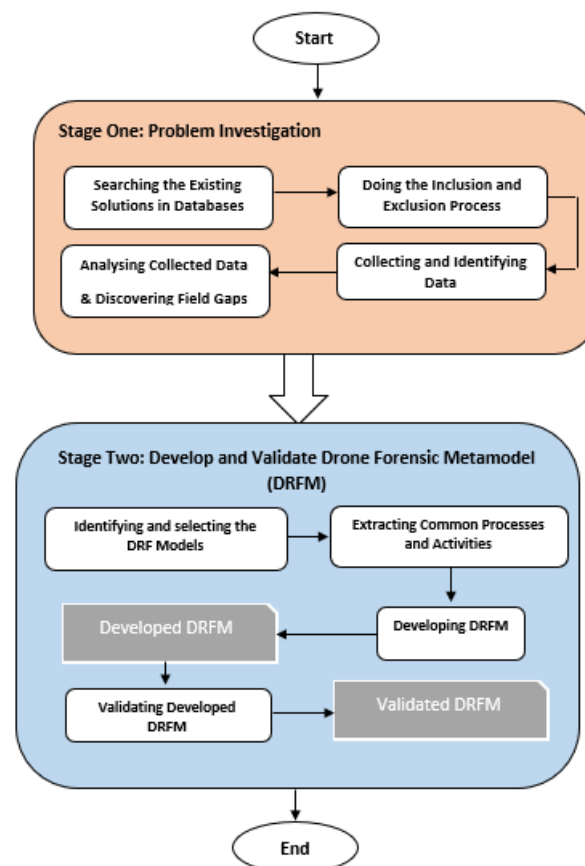 Start
Stage One: Problem Investigation
Searching the Existing
Solutions in Databases
Doing the Inclusion and
Exclusion Process
Collecting and Identifying
Data
Analysing Collected Data
& Discovering Field Gaps
Stage Two: Develop and Validate Drone Forensic Metamodel
(DRFM)
Identifying and selecting the
DRF Models
Extracting Common Processes
and Activities
Developing DRFM
Developed DRFM
Validating Developed
DRFM
Validated DRFM
End